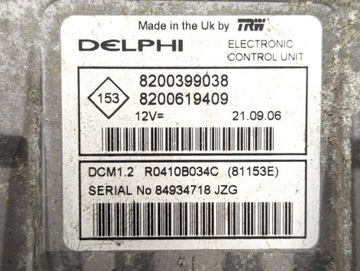 Made in the Uk by TRW
DELPHI
ELECTRONIC
CONTROL UNIT
153
8200399038
8200619409
12V=
21.09.06
DCM1.2 R0410B034C (81153E)
SERIAL No 84934718 JZG